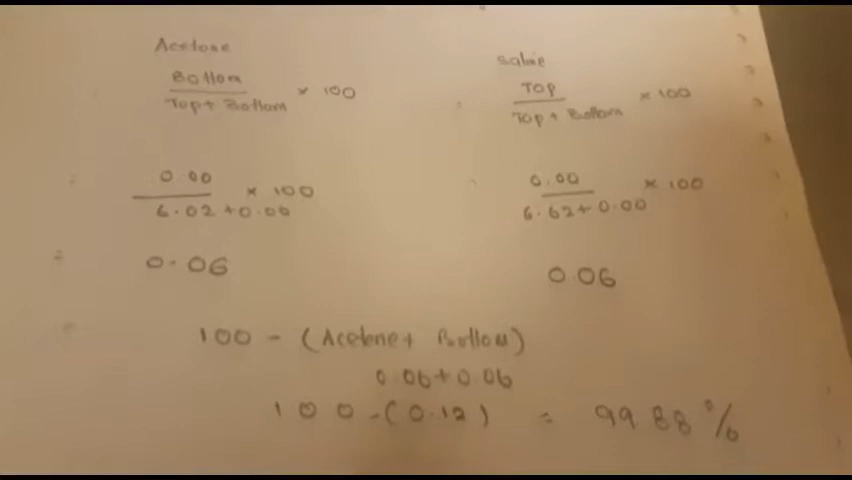 Acetone
Bottom
Top + Bottom × 100
0.00
6.02 + 0.00 × 100
= 0.06
Saline
Top
Top + Bottom × 100
0.00
6.62 + 0.00 × 100
0.06
100 - (Acetene + Bottom)
0.06 + 0.06
100 - (0.12) = 99.88 %